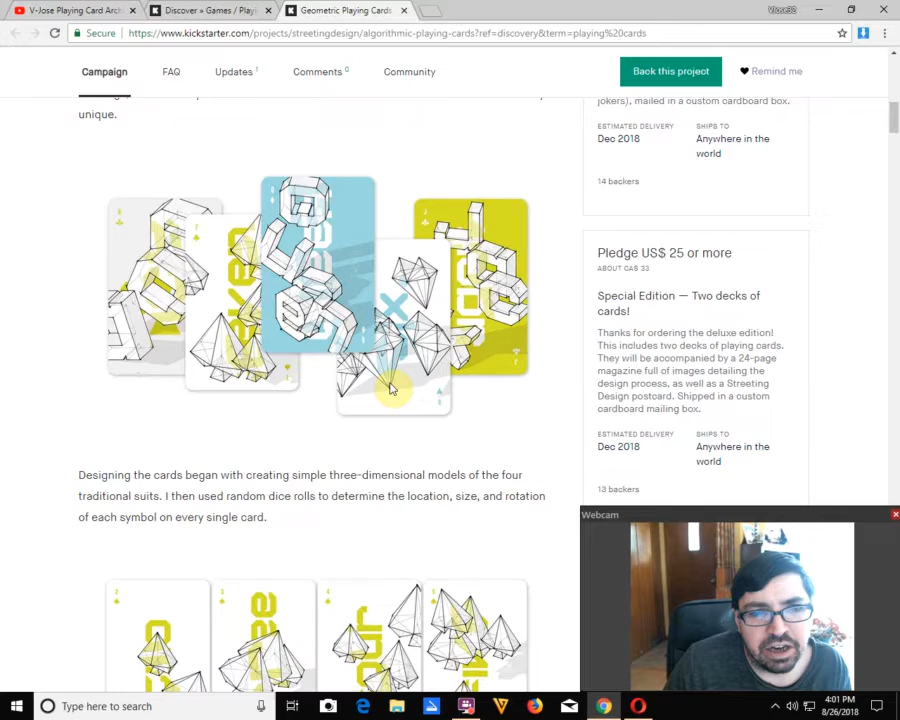 V-Jose Playing Card Arch
Discover » Games / Playi
Geometric Playing Cards
Vjose32
Secure
https://www.kickstarter.com/projects/streetingdesign/algorithmic-playing-cards?ref=discovery&term=playing%20cards
Campaign
FAQ
Updates 1
Comments 0
Community
Back this project
Remind me
unique.
jokers), mailed in a custom cardboard box.
ESTIMATED DELIVERY
Dec 2018
SHIPS TO
Anywhere in the
world
14 backers
Pledge US$ 25 or more
ABOUT CA$ 33
Special Edition — Two decks of
cards!
Thanks for ordering the deluxe edition!
This includes two decks of playing cards.
They will be accompanied by a 24-page
magazine full of images detailing the
design process, as well as a Streeting
Design postcard. Shipped in a custom
cardboard mailing box.
ESTIMATED DELIVERY
Dec 2018
SHIPS TO
Anywhere in the
world
13 backers
Designing the cards began with creating simple three-dimensional models of the four
traditional suits. I then used random dice rolls to determine the location, size, and rotation
of each symbol on every single card.
2
3
4
5
Webcam
Type here to search
4:01 PM
8/26/2018